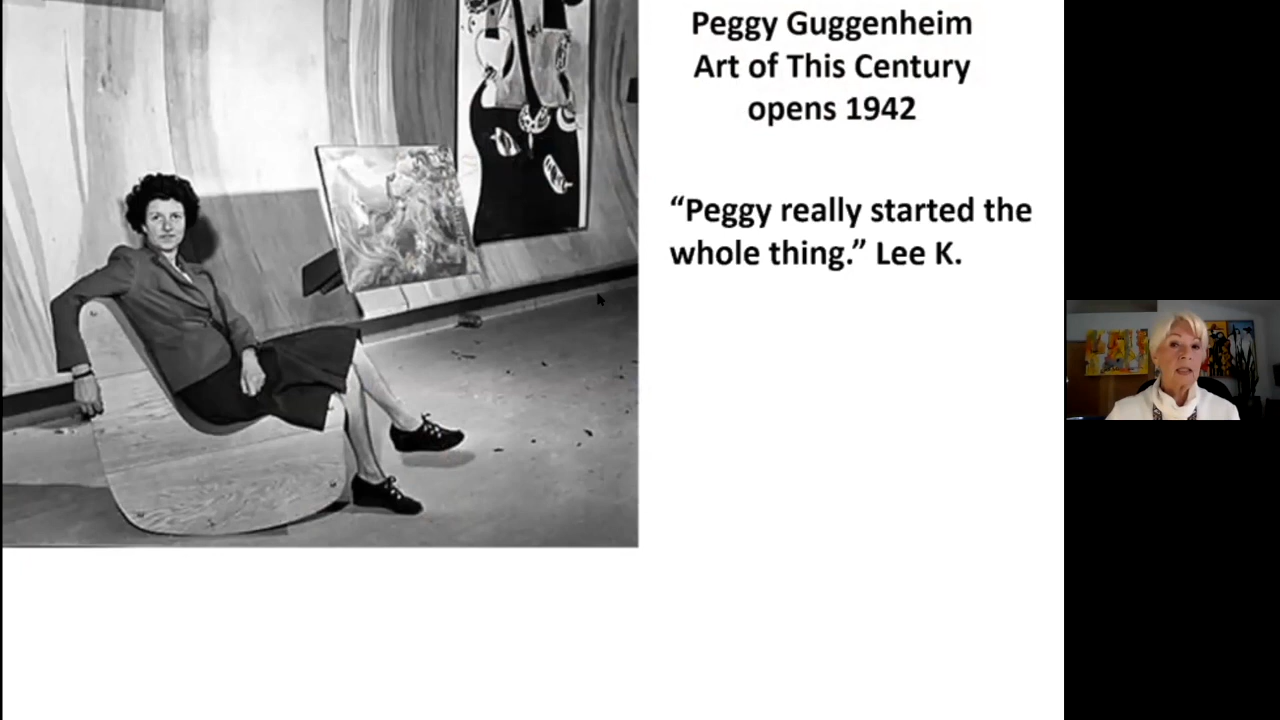 Peggy Guggenheim
Art of This Century
opens 1942
“Peggy really started the
whole thing.” Lee K.